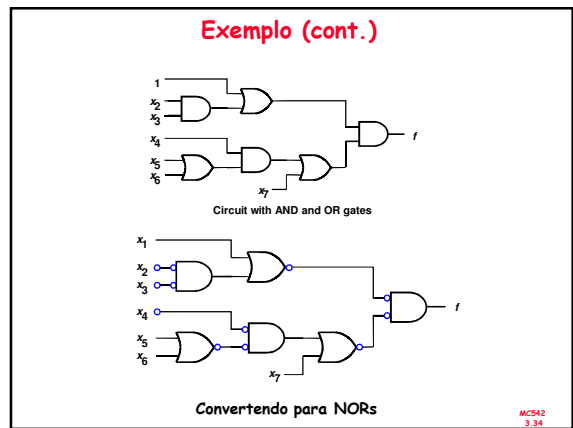 Exemplo (cont.)
1
x2
x3
x4
x5
x6
x7
f
Circuit with AND and OR gates
x1
x2
x3
x4
x5
x6
x7
f
Convertendo para NORs
MC542
3.34